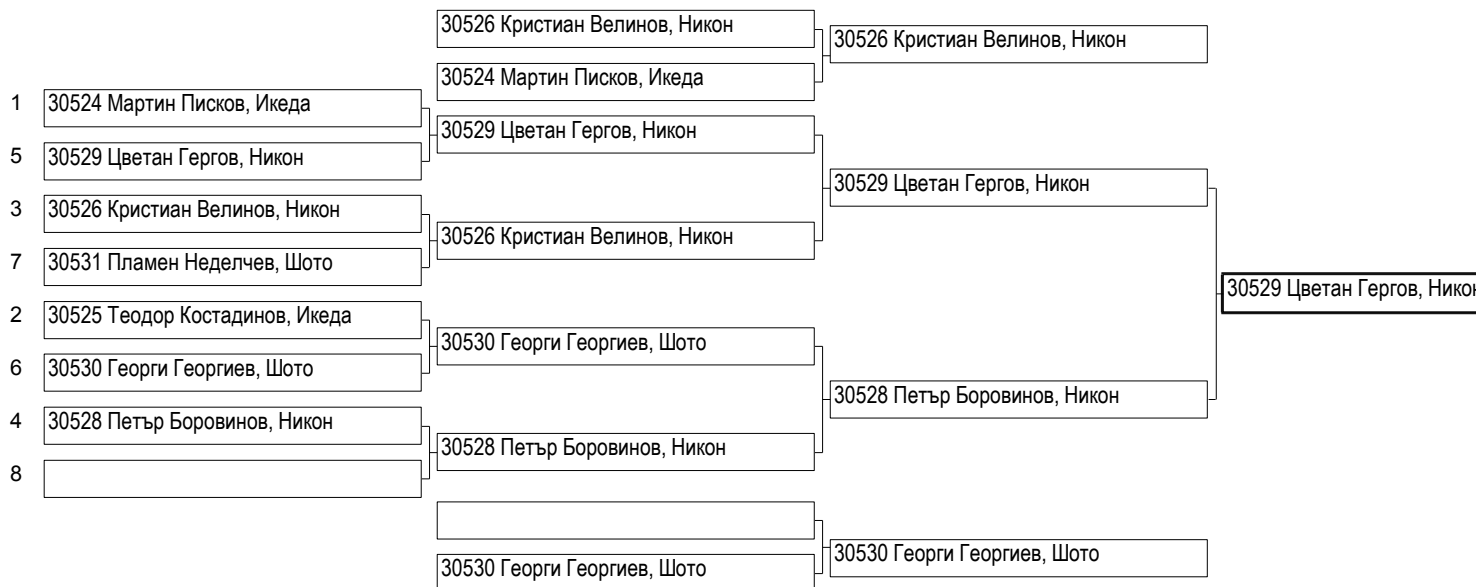 30526 Кристиан Велинов, Никон
30526 Кристиан Велинов, Никон
30524 Мартин Писков, Икеда
1 30524 Мартин Писков, Икеда
30529 Цветан Гергов, Никон
5 30529 Цветан Гергов, Никон
30529 Цветан Гергов, Никон
3 30526 Кристиан Велинов, Никон
30526 Кристиан Велинов, Никон
7 30531 Пламен Неделчев, Шото
30529 Цветан Гергов, Никон
2 30525 Теодор Костадинов, Икеда
30530 Георги Георгиев, Шото
6 30530 Георги Георгиев, Шото
30528 Петър Боровинов, Никон
4 30528 Петър Боровинов, Никон
30528 Петър Боровинов, Никон
8
30530 Георги Георгиев, Шото
30530 Георги Георгиев, Шото